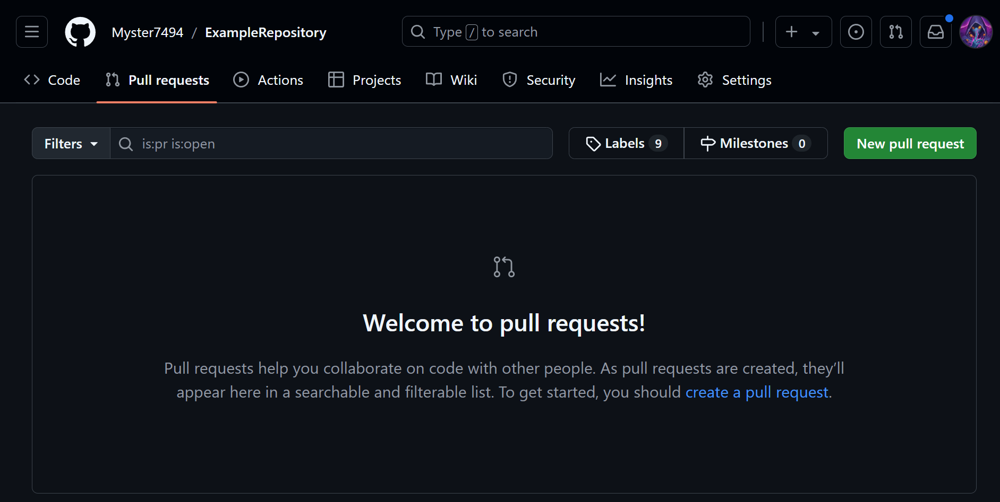 Myster7494 / ExampleRepository
Type / to search
Code
Pull requests
Actions
Projects
Wiki
Security
Insights
Settings
Filters
is:pr is:open
Labels 9
Milestones 0
New pull request
Welcome to pull requests!
Pull requests help you collaborate on code with other people. As pull requests are created, they’ll
appear here in a searchable and filterable list. To get started, you should create a pull request.